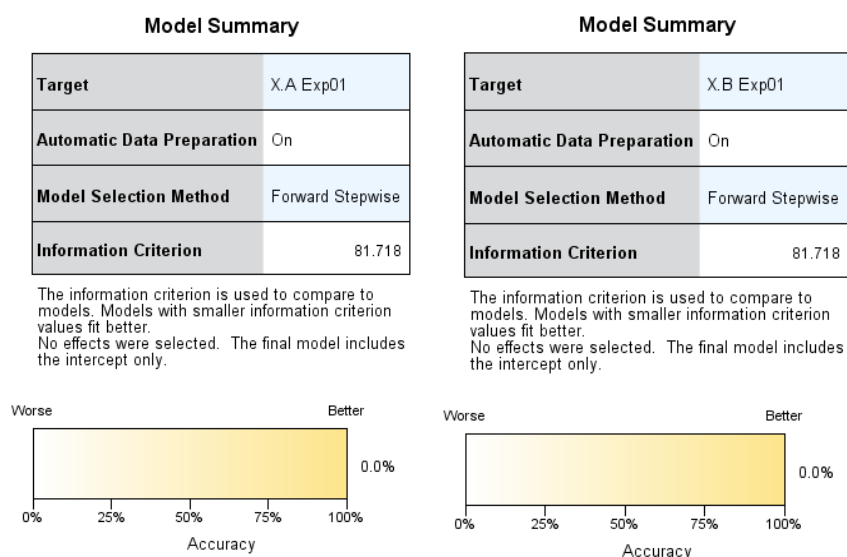 Model Summary
Target X.A Exp01
Automatic Data Preparation On
Model Selection Method Forward Stepwise
Information Criterion 81.718
The information criterion is used to compare to
models. Models with smaller information criterion
values fit better.
No effects were selected. The final model includes
the intercept only.
Worse Better
0.0%
0% 25% 50% 75% 100%
Accuracy
Model Summary
Target X.B Exp01
Automatic Data Preparation On
Model Selection Method Forward Stepwise
Information Criterion 81.718
The information criterion is used to compare to
models. Models with smaller information criterion
values fit better.
No effects were selected. The final model includes
the intercept only.
Worse Better
0.0%
0% 25% 50% 75% 100%
Accuracy